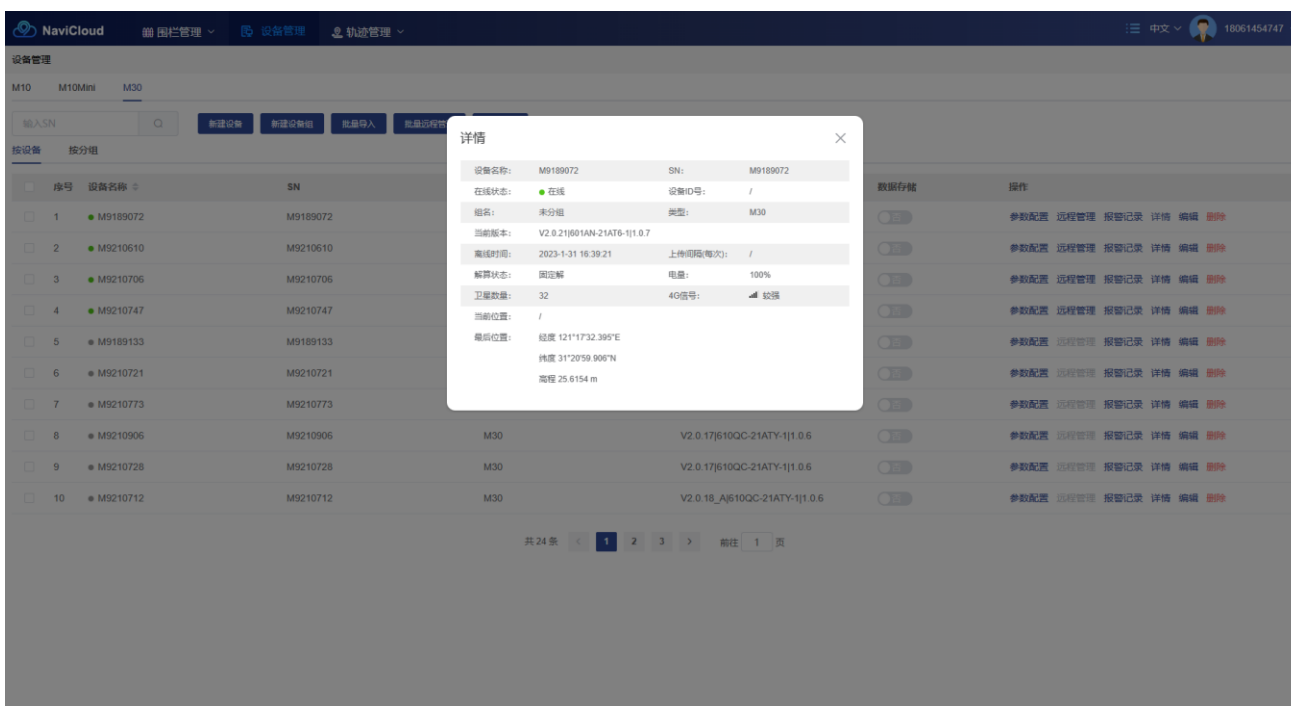 NaviCloud 围栏管理 设备管理 轨迹管理 中文 18061454747
设备管理
M10 M10Mini M30
输入SN 新建设备 新建设备组 批量导入 批量远程管
按设备 按分组
序号 设备名称 SN 数据存储 操作
1 M9189072 M9189072 否 参数配置 远程管理 报警记录 详情 编辑 删除
2 M9210610 M9210610 否 参数配置 远程管理 报警记录 详情 编辑 删除
3 M9210706 M9210706 否 参数配置 远程管理 报警记录 详情 编辑 删除
4 M9210747 M9210747 否 参数配置 远程管理 报警记录 详情 编辑 删除
5 M9189133 M9189133 否 参数配置 远程管理 报警记录 详情 编辑 删除
6 M9210721 M9210721 否 参数配置 远程管理 报警记录 详情 编辑 删除
7 M9210773 M9210773 否 参数配置 远程管理 报警记录 详情 编辑 删除
8 M9210906 M9210906 M30 V2.0.17|610QC-21ATY-1|1.0.6 否 参数配置 远程管理 报警记录 详情 编辑 删除
9 M9210728 M9210728 M30 V2.0.17|610QC-21ATY-1|1.0.6 否 参数配置 远程管理 报警记录 详情 编辑 删除
10 M9210712 M9210712 M30 V2.0.18_A|610QC-21ATY-1|1.0.6 否 参数配置 远程管理 报警记录 详情 编辑 删除
共 24 条 < 1 2 3 > 前往 1 页
详情
设备名称: M9189072 SN: M9189072
在线状态: 在线 设备ID号: /
组名: 未分组 类型: M30
当前版本: V2.0.21|601AN-21AT6-1|1.0.7
离线时间: 2023-1-31 16:39:21 上传间隔(每次): /
解算状态: 固定解 电量: 100%
卫星数量: 32 4G信号: 较强
当前位置: /
最后位置: 经度 121°17'32.395"E
纬度 31°20'59.906"N
高程 25.6154 m